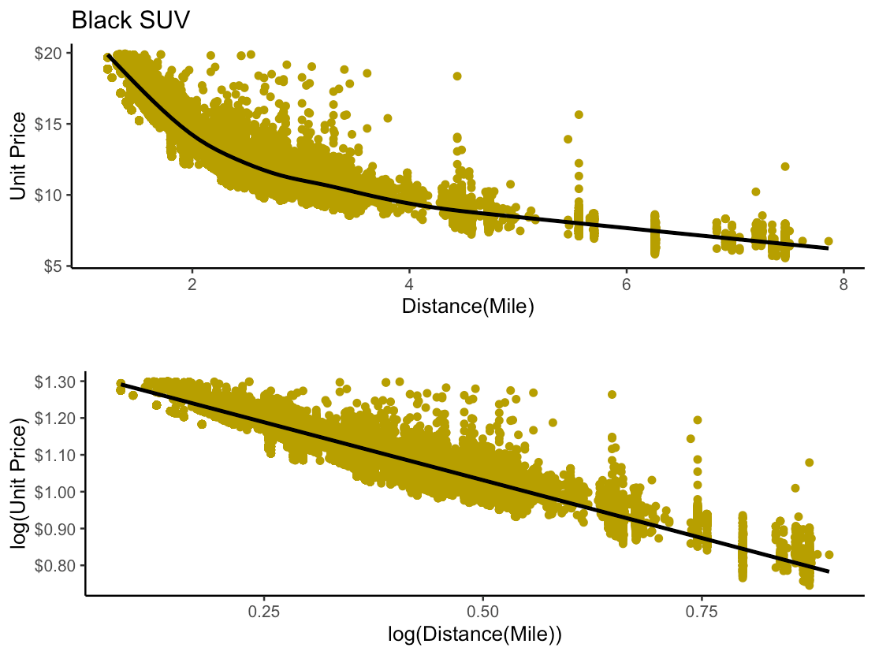 Black SUV
$20
$15
$10
$5
Unit Price
2 4 6 8
Distance(Mile)
$1.30
$1.20
$1.10
$1.00
$0.90
$0.80
log(Unit Price)
0.25 0.50 0.75
log(Distance(Mile))